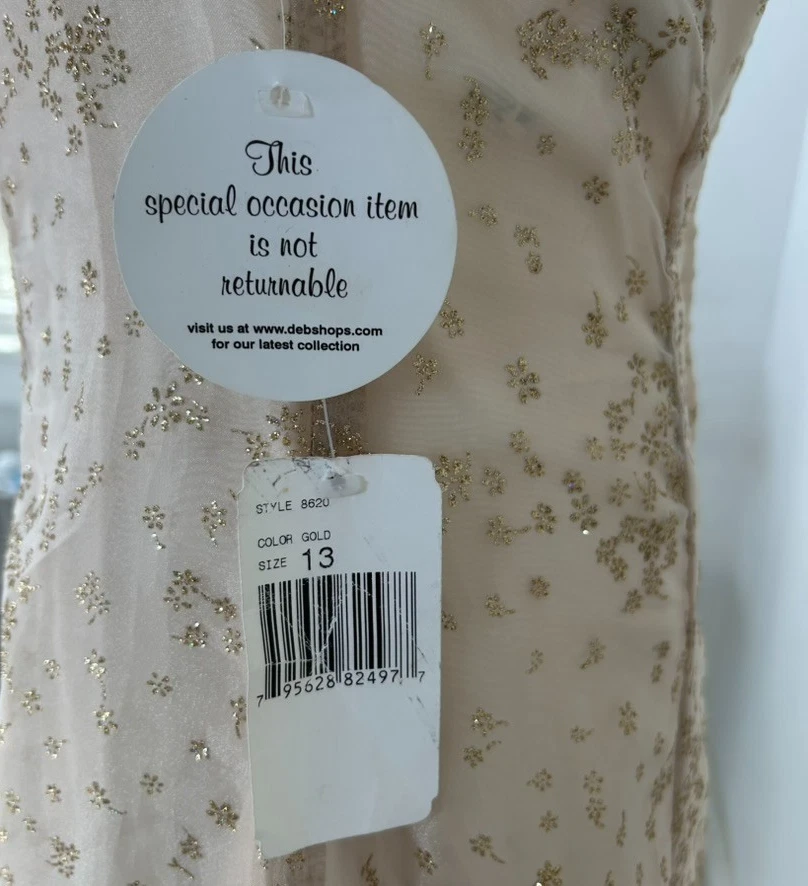 This
special occasion item
is not
returnable
visit us at www.debshops.com
for our latest collection
STYLE 8620
COLOR GOLD
SIZE 13
7 95628 82497 7